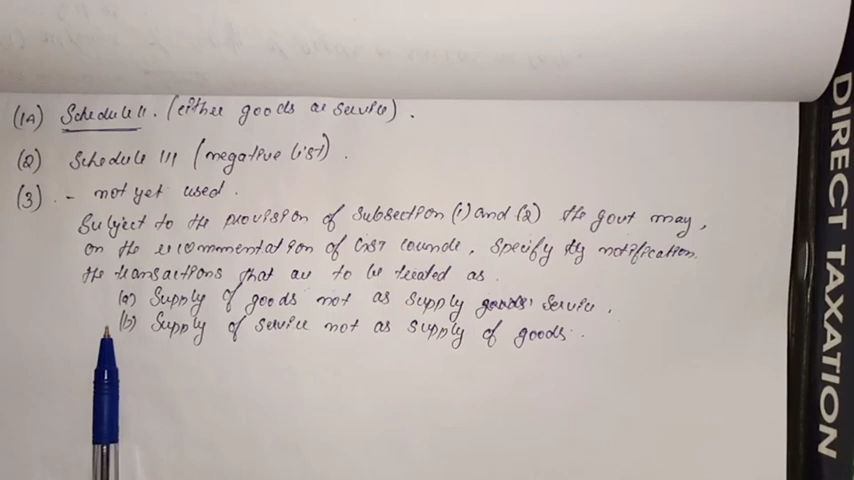 (1A) Schedule II. (either goods or service).
(2) Schedule III (negative list).
(3) - not yet used.
Subject to the provision of subsection (1) and (2) the govt may,
on the recommentation of GST counde, specify by notification.
the transactions that are to be treated as.
(a) Supply of goods not as supply goods service.
(b) Supply of service not as supply of goods.
DIRECT TAXATION